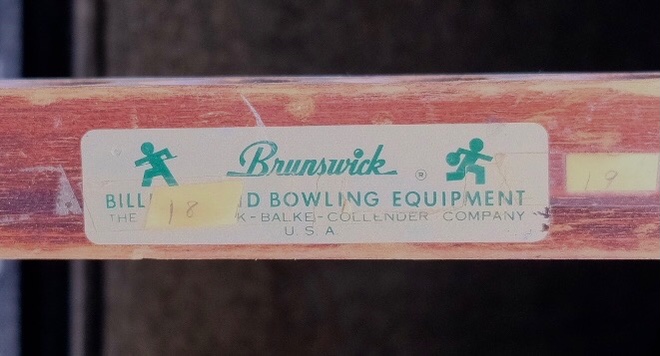 Brunswick
BILL D BOWLING EQUIPMENT
THE K-BALKE-COLLENDER COMPANY
U.S.A.
18
19